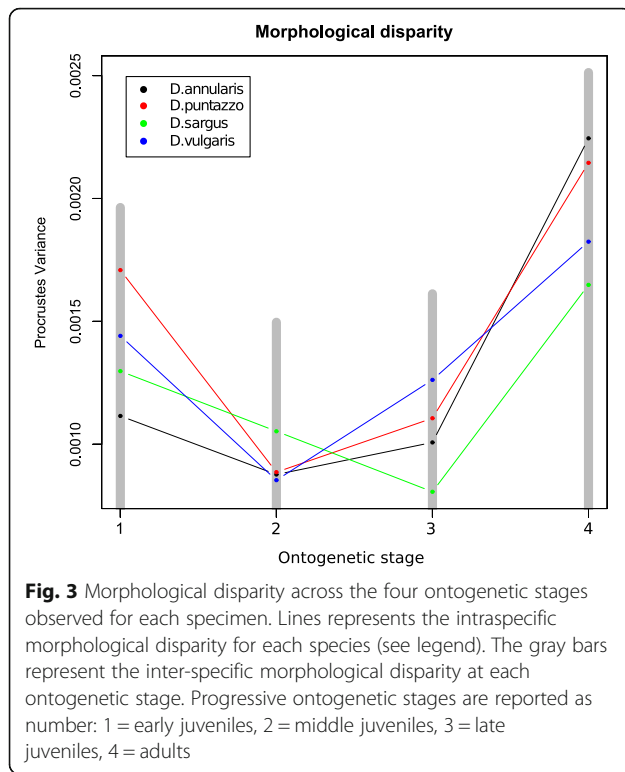 Morphological disparity
0.0025
0.0020
0.0015
0.0010
Procrustes Variance
D.annularis
D.puntazzo
D.sargus
D.vulgaris
1 2 3 4
Ontogenetic stage
Fig. 3 Morphological disparity across the four ontogenetic stages
observed for each specimen. Lines represents the intraspecific
morphological disparity for each species (see legend). The gray bars
represent the inter-specific morphological disparity at each
ontogenetic stage. Progressive ontogenetic stages are reported as
number: 1 = early juveniles, 2 = middle juveniles, 3 = late
juveniles, 4 = adults